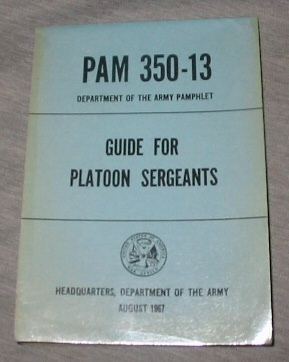 PAM 350-13
DEPARTMENT OF THE ARMY PAMPHLET
GUIDE FOR
PLATOON SERGEANTS
HEADQUARTERS, DEPARTMENT OF THE ARMY
AUGUST 1967